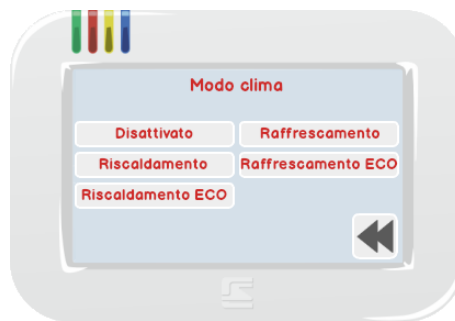 Modo clima
Disattivato
Raffrescamento
Riscaldamento
Raffrescamento ECO
Riscaldamento ECO